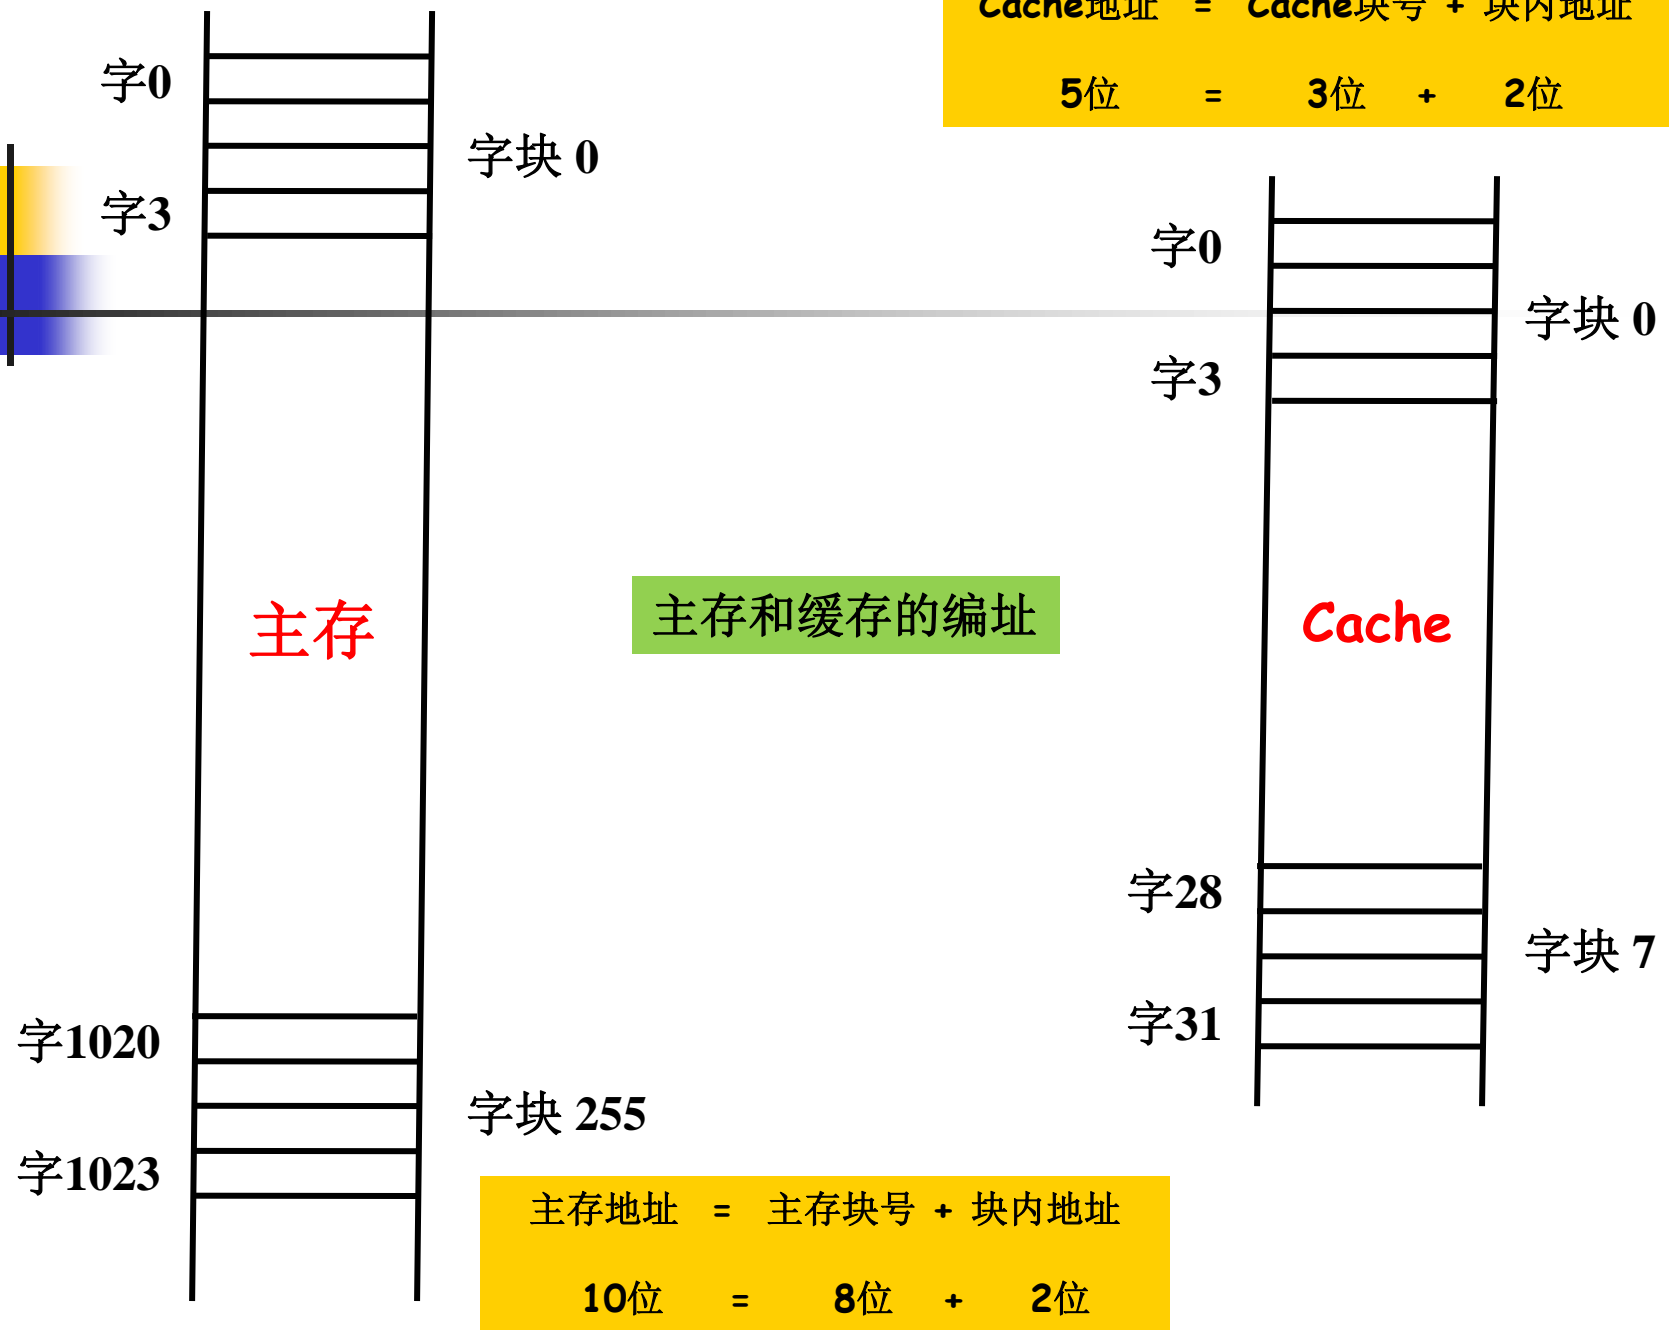 Cache地址 = Cache块号 + 块内地址
5位 = 3位 + 2位
字0
字块 0
字3
字0
字块 0
字3
主存
主存和缓存的编址
Cache
字28
字块 7
字31
字1020
字块 255
字1023
主存地址 = 主存块号 + 块内地址
10位 = 8位 + 2位